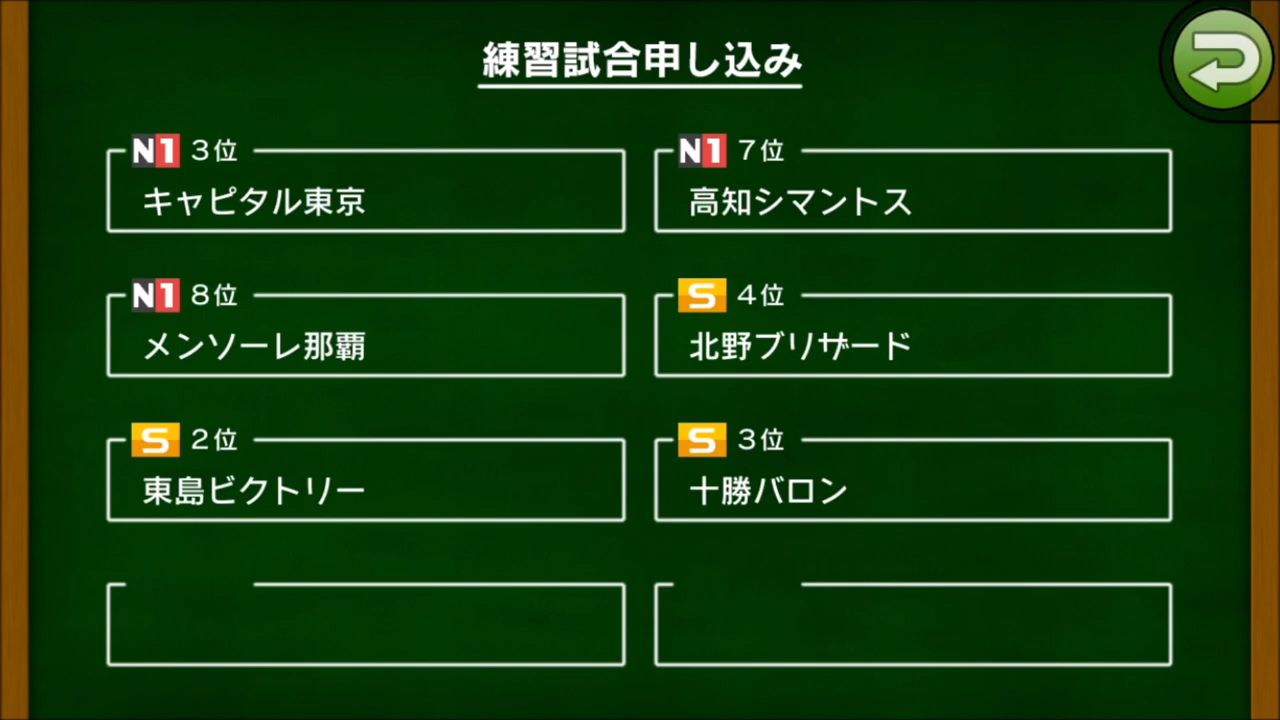 練習試合申し込み
N1 3位
キャピタル東京
N1 7位
高知シマントス
N1 8位
メンソーレ那覇
S 4位
北野ブリザード
S 2位
東島ビクトリー
S 3位
十勝バロン